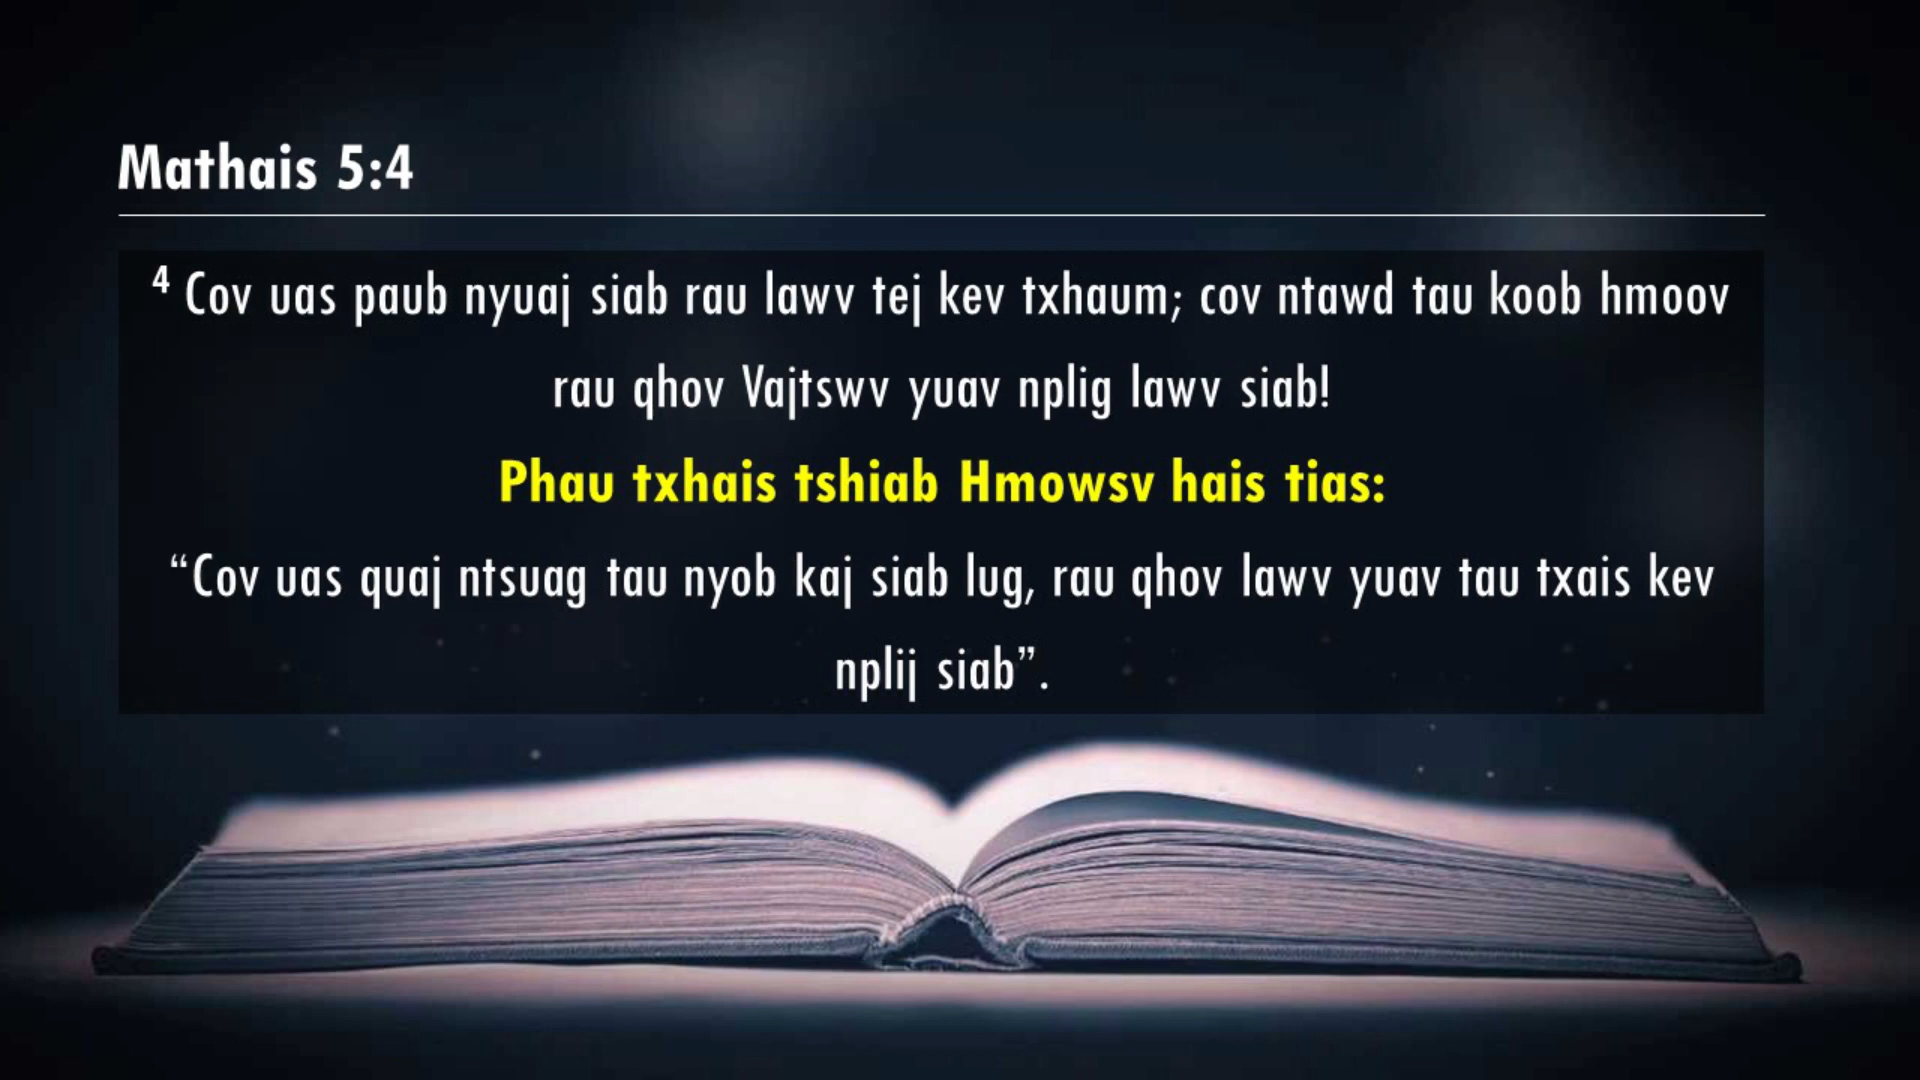 Mathais 5:4
4 Cov uas paub nyuaj siab rau lawv tej kev txhaum; cov ntawd tau koob hmoov
rau qhov Vajtswv yuav nplig lawv siab!
Phau txhais tshiab Hmowsv hais tias:
“Cov uas quaj ntsuag tau nyob kaj siab lug, rau qhov lawv yuav tau txais kev
nplij siab”.